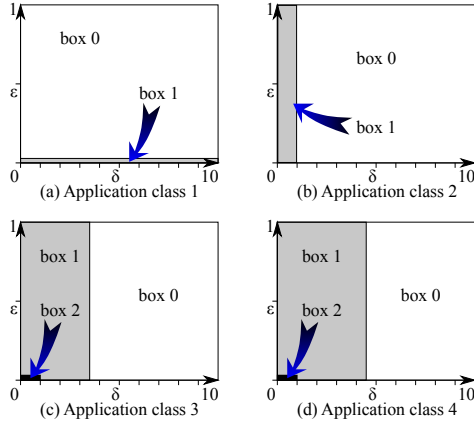 1
box 0
box 1
ε
0
δ
10
(a) Application class 1
1
box 0
ε
box 1
0
δ
10
(b) Application class 2
1
box 1
box 0
ε
box 2
0
δ
10
(c) Application class 3
1
box 1
box 0
ε
box 2
0
δ
10
(d) Application class 4